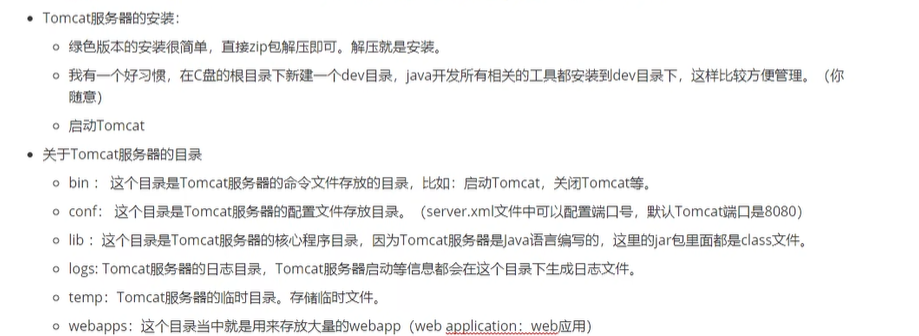 Tomcat服务器的安装：
绿色版本的安装很简单，直接zip包解压即可。解压就是安装。
我有一个好习惯，在C盘的根目录下新建一个dev目录，java开发所有相关的工具都安装到dev目录下，这样比较方便管理。（你
随意）
启动Tomcat
关于Tomcat服务器的目录
bin ： 这个目录是Tomcat服务器的命令文件存放的目录，比如：启动Tomcat，关闭Tomcat等。
conf： 这个目录是Tomcat服务器的配置文件存放目录。（server.xml文件中可以配置端口号，默认Tomcat端口是8080）
lib ：这个目录是Tomcat服务器的核心程序目录，因为Tomcat服务器是Java语言编写的，这里的jar包里面都是class文件。
logs: Tomcat服务器的日志目录，Tomcat服务器启动等信息都会在这个目录下生成日志文件。
temp：Tomcat服务器的临时目录。存储临时文件。
webapps：这个目录当中就是用来存放大量的webapp（web application：web应用）